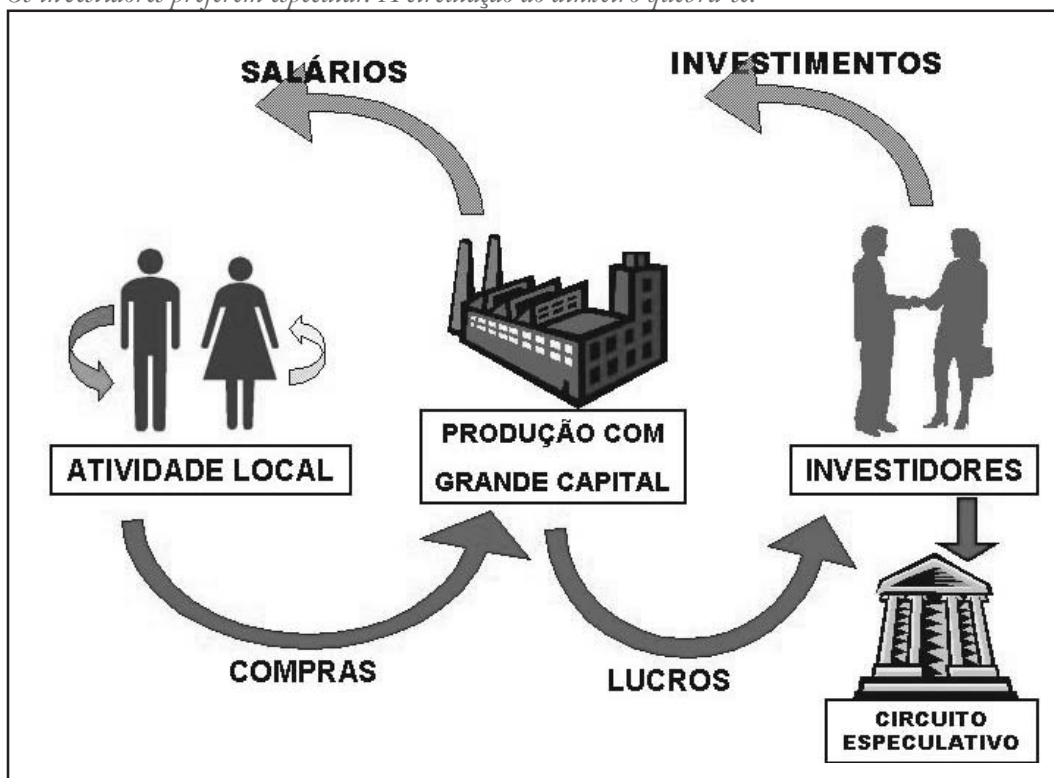 SALÁRIOS
INVESTIMENTOS
ATIVIDADE LOCAL
PRODUÇÃO COM
GRANDE CAPITAL
INVESTIDORES
COMPRAS
LUCROS
CIRCUITO
ESPECULATIVO